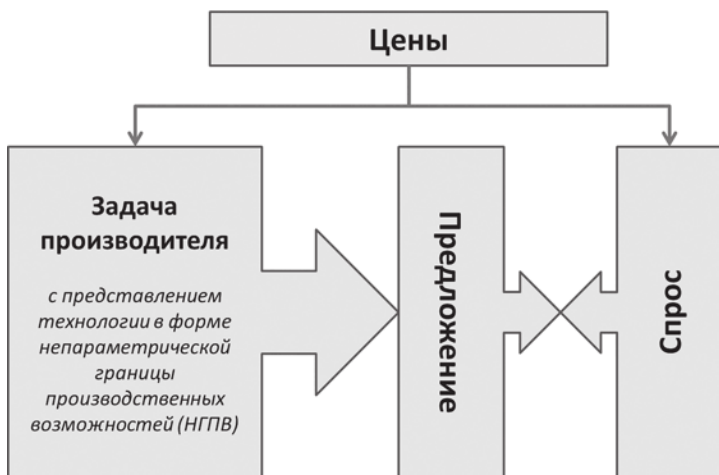 Цены
Задача
производителя
с представлением
технологии в форме
непараметрической
границы
производственных
возможностей (НГПВ)
Предложение
Спрос